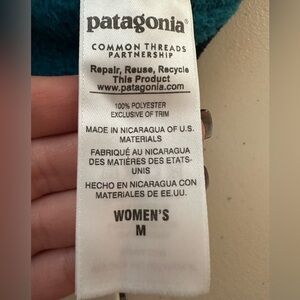 patagonia®
COMMON THREADS
PARTNERSHIP
Repair, Reuse, Recycle
This Product
www.patagonia.com
100% POLYESTER
EXCLUSIVE OF TRIM
MADE IN NICARAGUA OF U.S.
MATERIALS
FABRIQUÉ AU NICARAGUA
DES MATIÈRES DES ETATS-
UNIS
HECHO EN NICARAGUA CON
MATERIALES DE EE.UU.
WOMEN'S
M